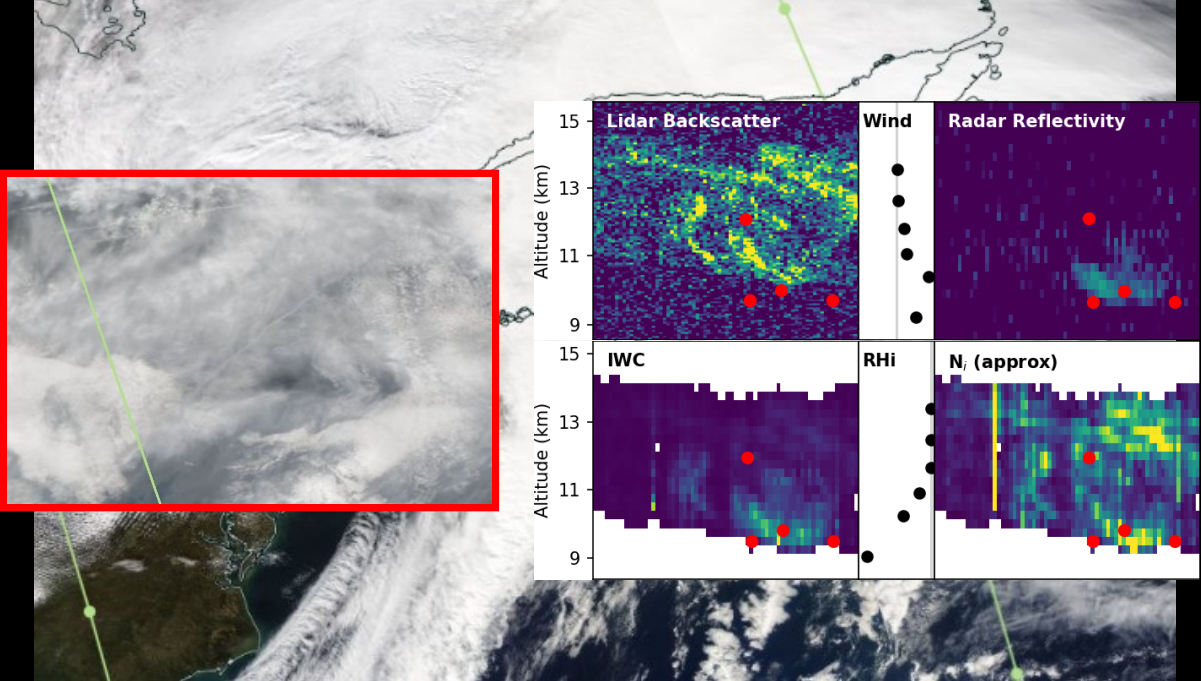 Lidar Backscatter
Wind
Radar Reflectivity
15
13
11
9
Altitude (km)
IWC
RHi
Nᵢ (approx)
15
13
11
9
Altitude (km)